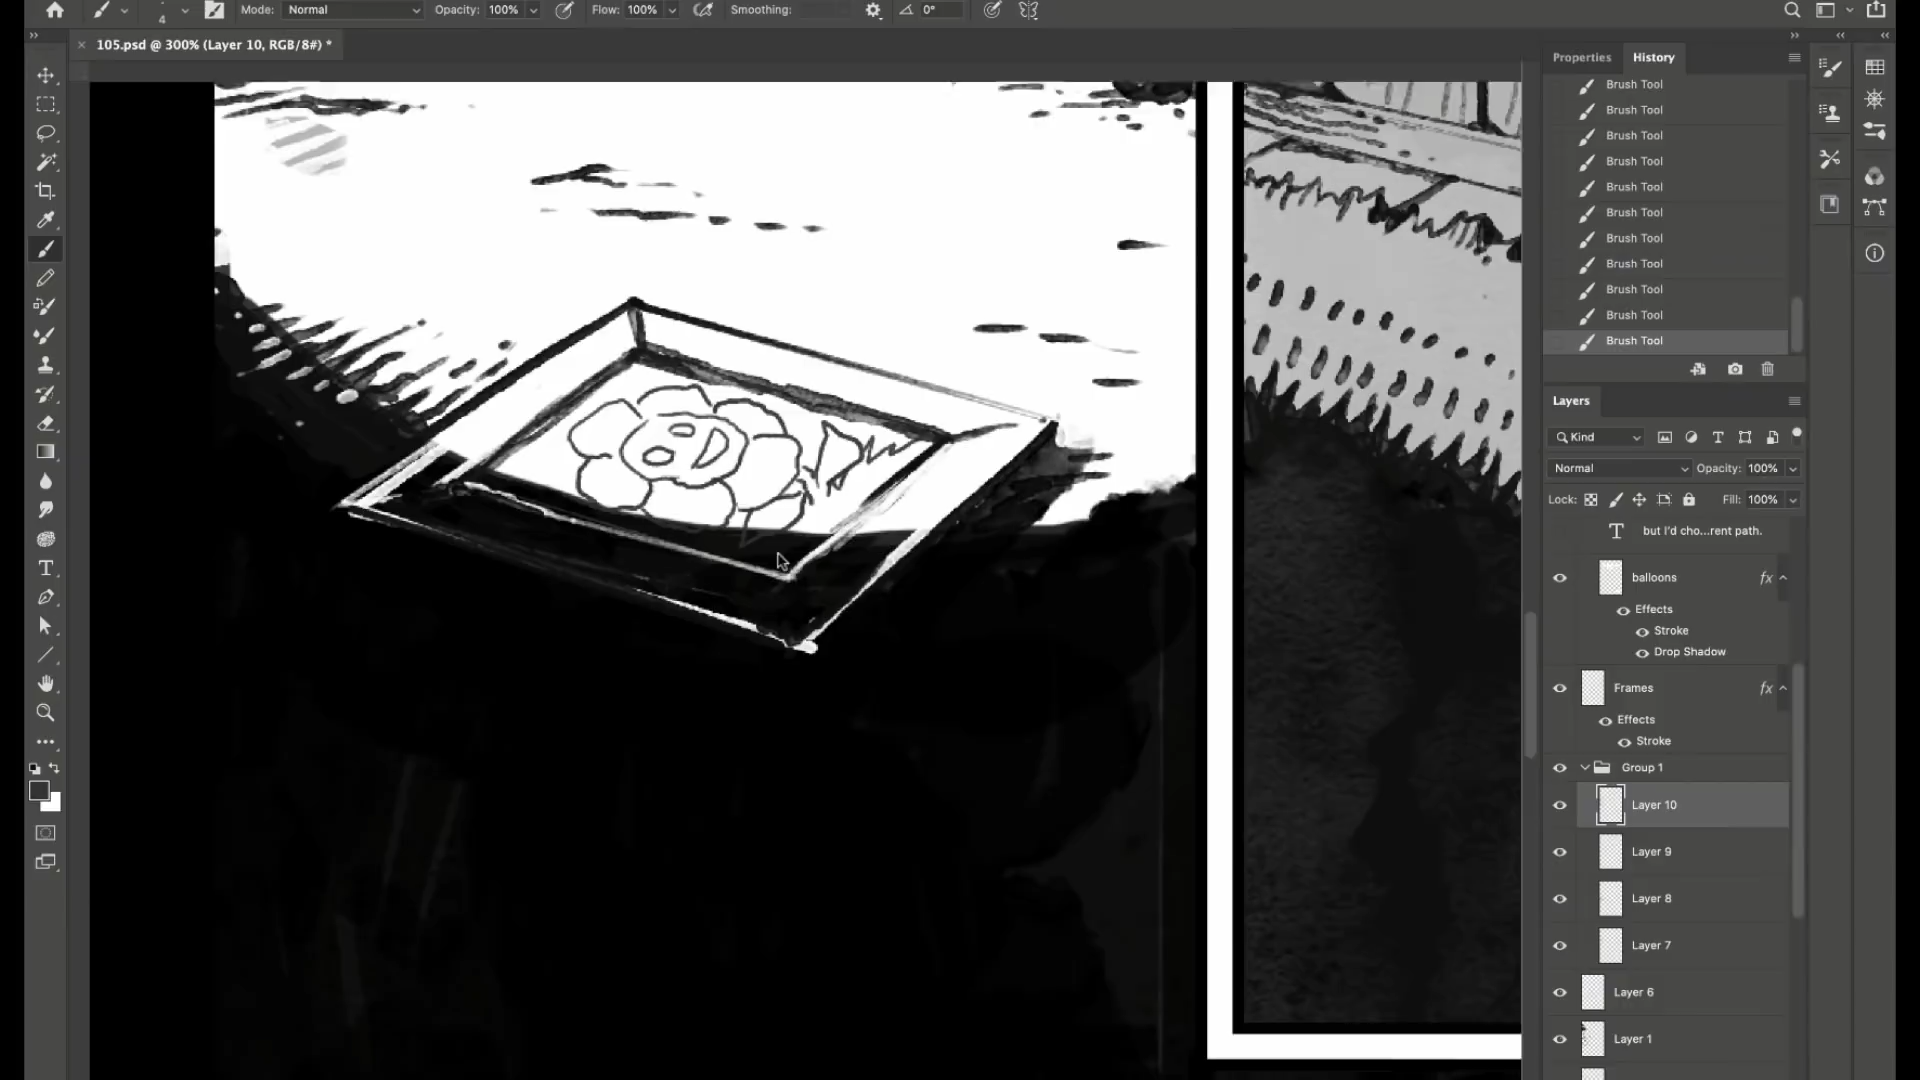 Mode: Normal Opacity: 100% Flow: 100% Smoothing: 0°
4
105.psd @ 300% (Layer 10, RGB/8#) *
Properties History
Brush Tool
Brush Tool
Brush Tool
Brush Tool
Brush Tool
Brush Tool
Brush Tool
Brush Tool
Brush Tool
Brush Tool
Brush Tool
Layers
Kind
Normal Opacity: 100%
Lock: Fill: 100%
but I'd cho...rent path.
balloons fx
Effects
Stroke
Drop Shadow
Frames fx
Effects
Stroke
Group 1
Layer 10
Layer 9
Layer 8
Layer 7
Layer 6
Layer 1